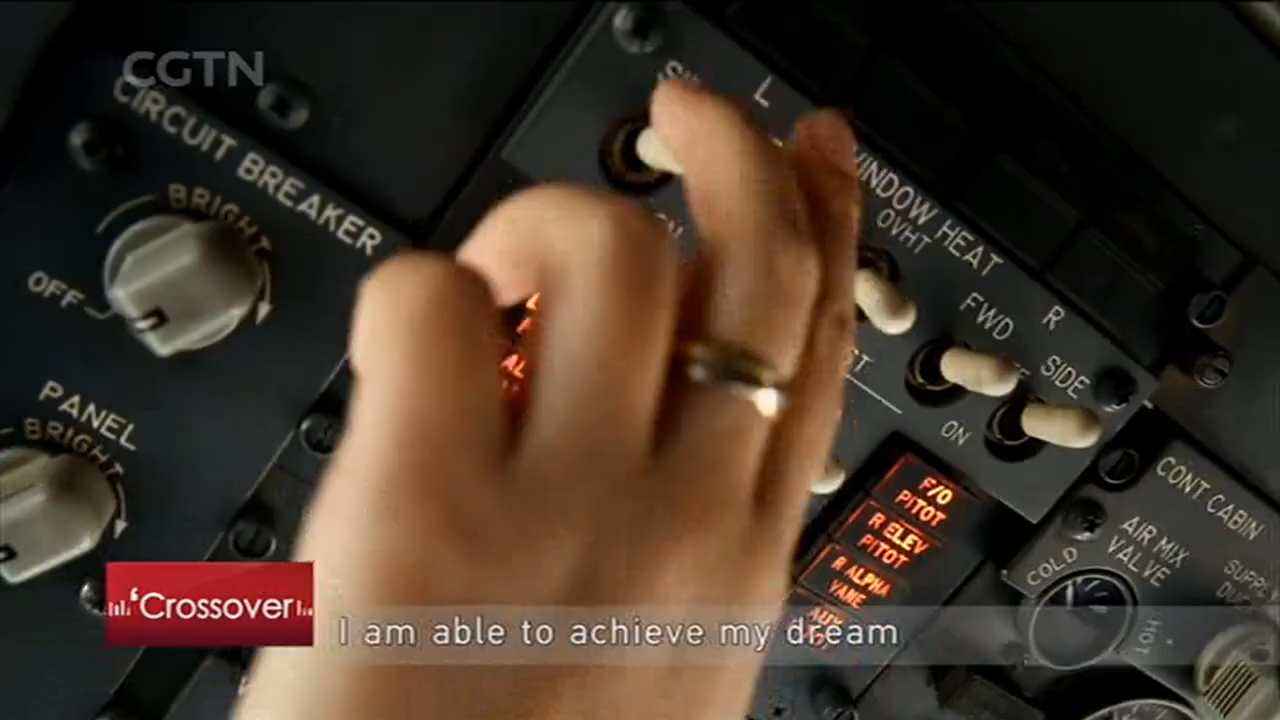 CGTN
CIRCUIT BREAKER
BRIGHT
OFF
PANEL
BRIGHT
L
WINDOW HEAT
OVHT
FWD
R
SIDE
ON
F/O
PITOT
R ELEV
PITOT
R ALPHA
VANE
AUX
CONT CABIN
AIR MIX
VALVE
COLD
HOT
Crossover
I am able to achieve my dream